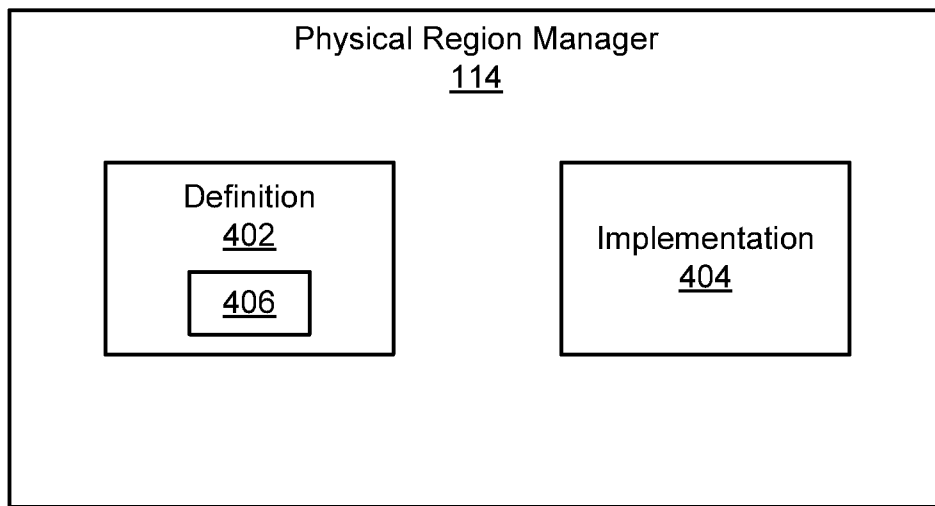 Physical Region Manager
114
Definition
402
406
Implementation
404